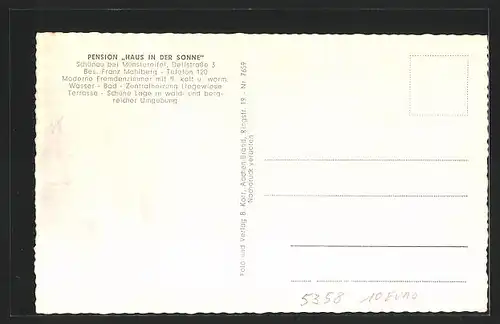 PENSION „HAUS IN DER SONNE"
Schönau bei Münstereifel, Dellstraße 3
Bes. Franz Mahlberg - Telefon 120
Moderne Fremdenzimmer mit fl. kalt u. warm.
Wasser - Bad - Zentralheizung Liegewiese
Terrasse - Schöne Lage in wald- und berg-
reicher Umgebung
Foto und Verlag B. Korr, Aachen-Brand, Ringstr. 19 - Nr. 7659
Nachdruck verboten
5358 10 EURO